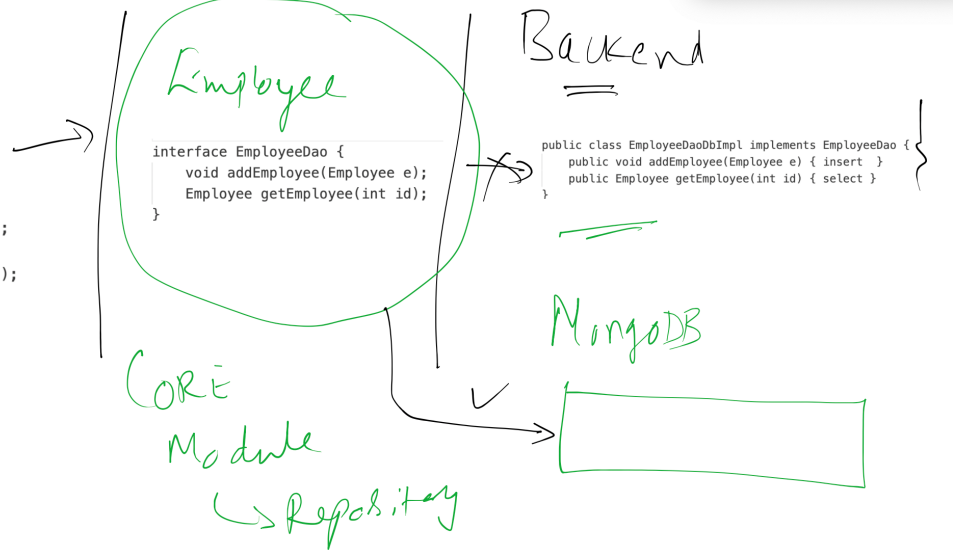 Backend
Employee
interface EmployeeDao {
void addEmployee(Employee e);
Employee getEmployee(int id);
}
public class EmployeeDaoDbImpl implements EmployeeDao {
public void addEmployee(Employee e) { insert  }
public Employee getEmployee(int id) { select }
}
;
);
MongoDB
CORE
Module
Repository